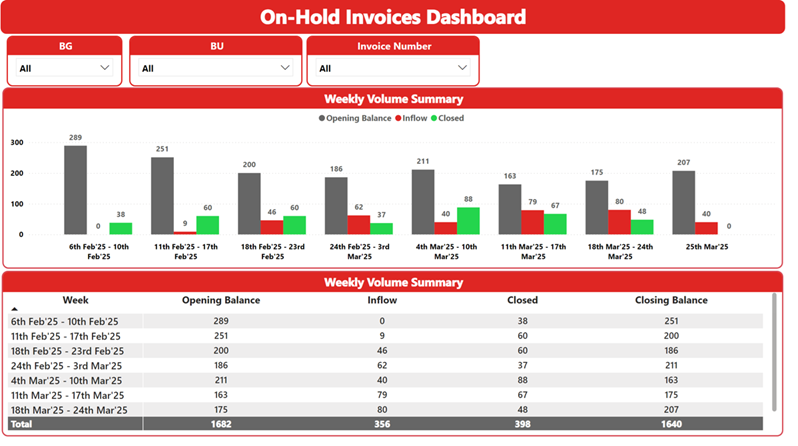 On-Hold Invoices Dashboard
BG BU Invoice Number
All All All
Weekly Volume Summary
Opening Balance Inflow Closed
300
200
100
0
289 0 38
251 9 60
200 46 60
186 62 37
211 40 88
163 79 67
175 80 48
207 40 0
6th Feb'25 - 10th Feb'25
11th Feb'25 - 17th Feb'25
18th Feb'25 - 23rd Feb'25
24th Feb'25 - 3rd Mar'25
4th Mar'25 - 10th Mar'25
11th Mar'25 - 17th Mar'25
18th Mar'25 - 24th Mar'25
25th Mar'25
Weekly Volume Summary
Week Opening Balance Inflow Closed Closing Balance
6th Feb'25 - 10th Feb'25 289 0 38 251
11th Feb'25 - 17th Feb'25 251 9 60 200
18th Feb'25 - 23rd Feb'25 200 46 60 186
24th Feb'25 - 3rd Mar'25 186 62 37 211
4th Mar'25 - 10th Mar'25 211 40 88 163
11th Mar'25 - 17th Mar'25 163 79 67 175
18th Mar'25 - 24th Mar'25 175 80 48 207
Total 1682 356 398 1640